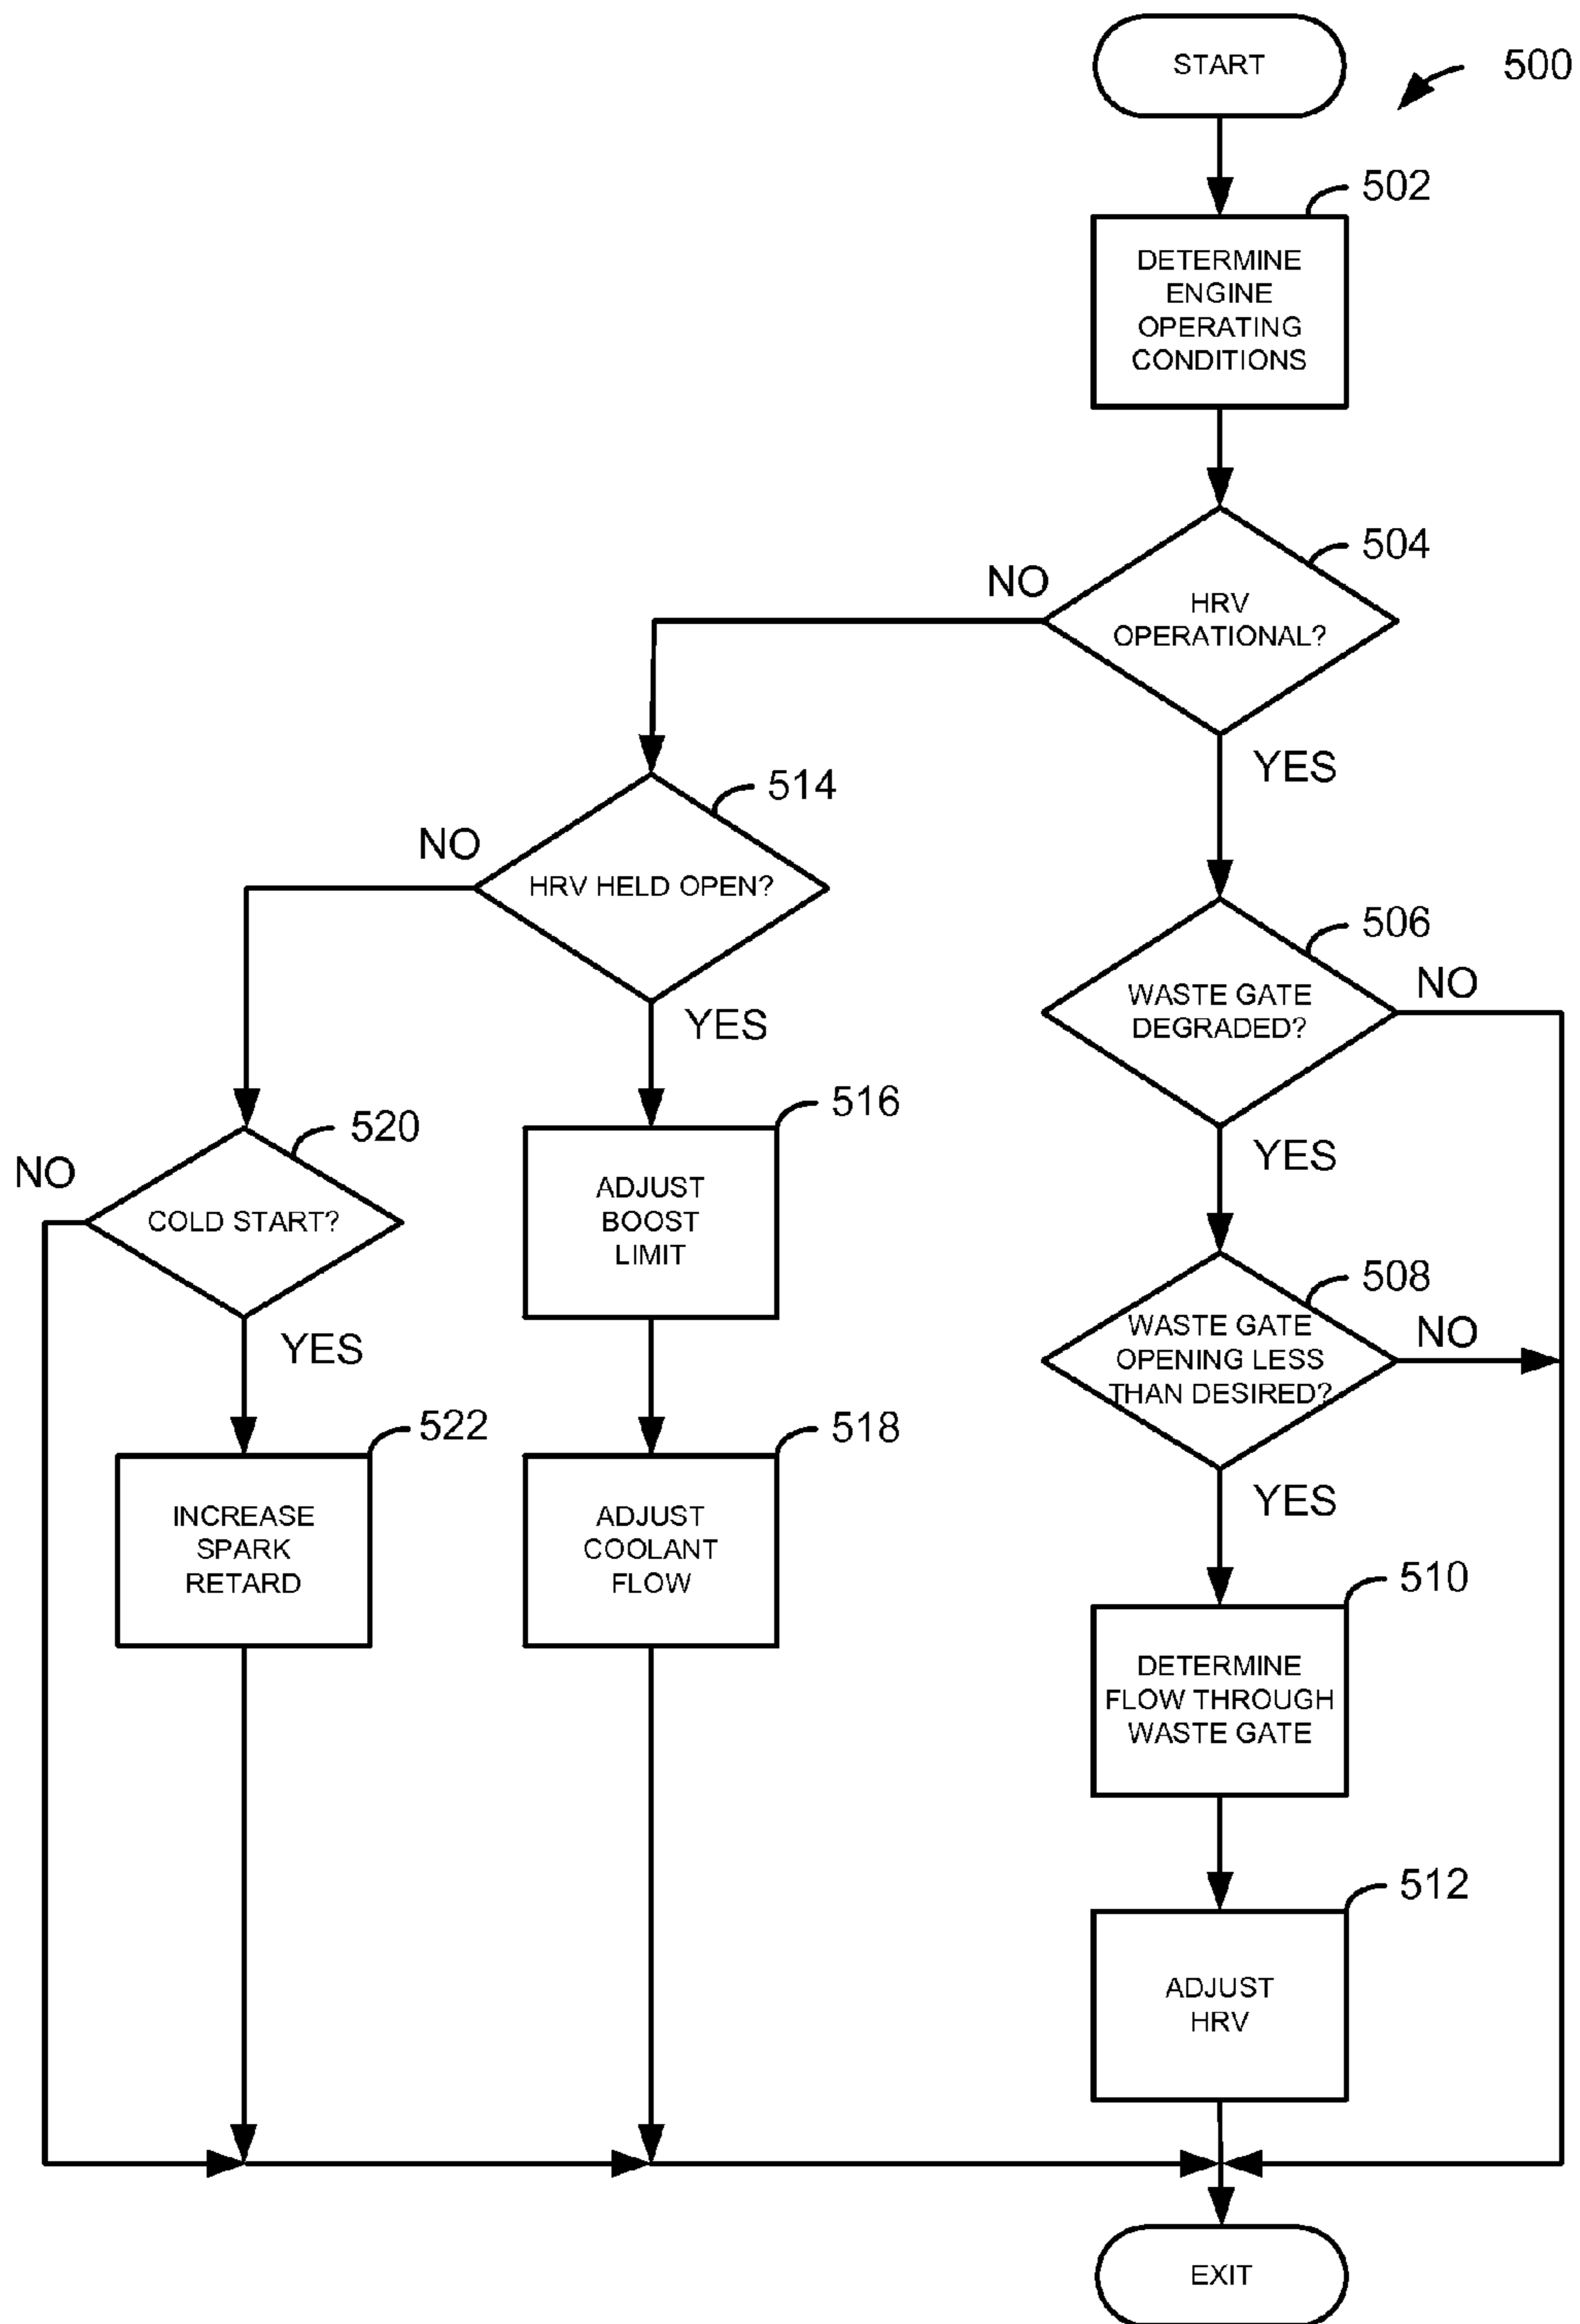 START
500
502
DETERMINE
ENGINE
OPERATING
CONDITIONS
504
NO
HRV
OPERATIONAL?
YES
514
NO
HRV HELD OPEN?
YES
506
NO
WASTE GATE
DEGRADED?
YES
516
ADJUST
BOOST
LIMIT
520
NO
COLD START?
YES
508
NO
WASTE GATE
OPENING LESS
THAN DESIRED?
YES
522
INCREASE
SPARK
RETARD
518
ADJUST
COOLANT
FLOW
510
DETERMINE
FLOW THROUGH
WASTE GATE
512
ADJUST
HRV
EXIT